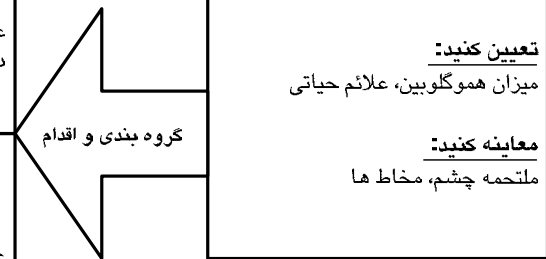 تعیین کنید:
میزان هموگلوبین، علائم حیاتی
معاینه کنید:
ملتحمه چشم، مخاط ها
گروه بندی و اقدام